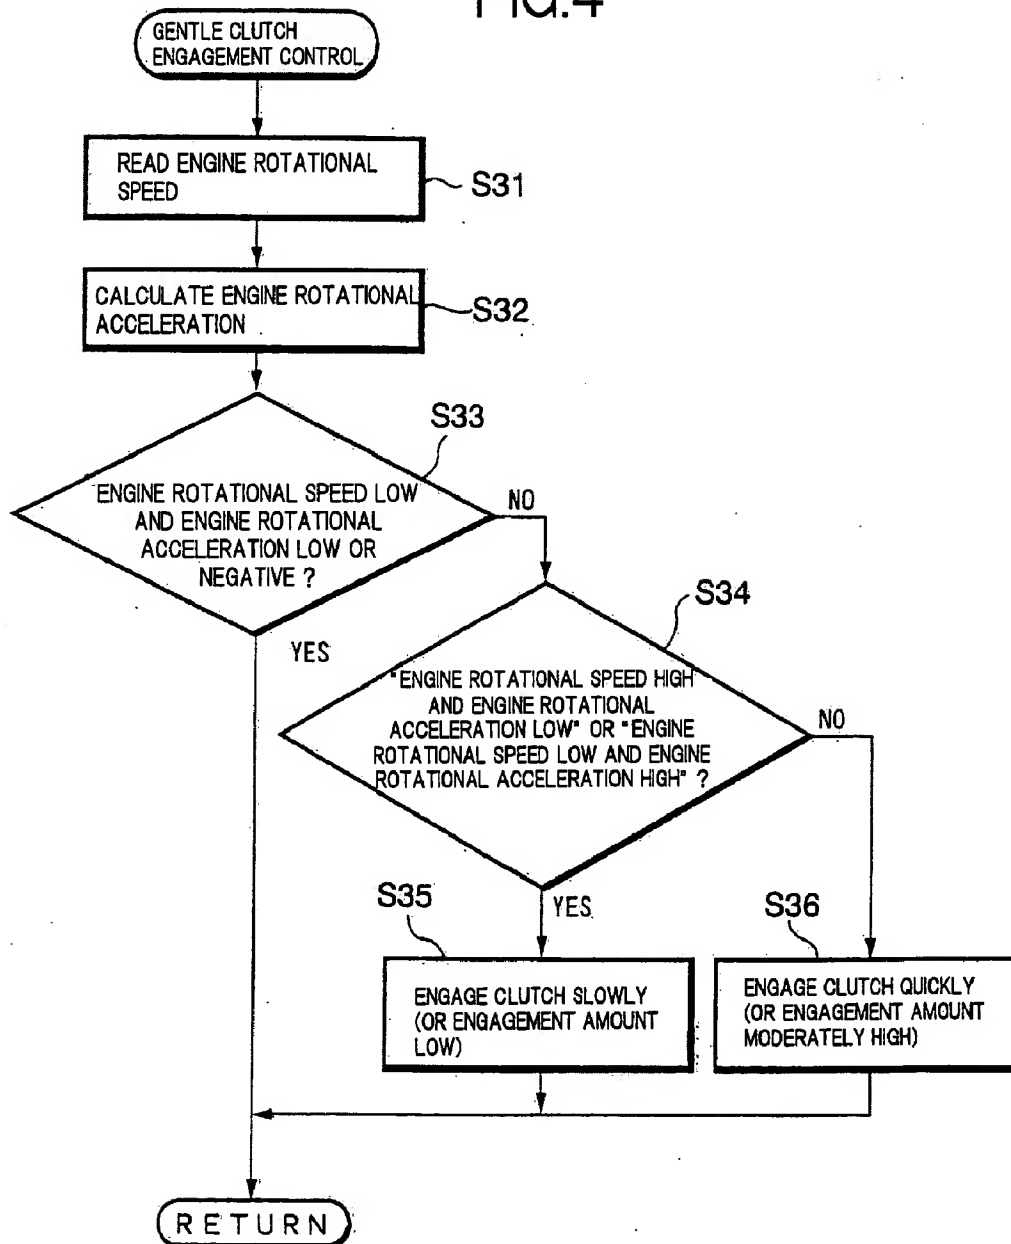 FIG.4
GENTLE CLUTCH
ENGAGEMENT CONTROL
READ ENGINE ROTATIONAL
SPEED
S31
CALCULATE ENGINE ROTATIONAL
ACCELERATION
S32
S33
ENGINE ROTATIONAL SPEED LOW
AND ENGINE ROTATIONAL
ACCELERATION LOW OR
NEGATIVE ?
NO
YES
S34
"ENGINE ROTATIONAL SPEED HIGH
AND ENGINE ROTATIONAL
ACCELERATION LOW" OR "ENGINE
ROTATIONAL SPEED LOW AND ENGINE
ROTATIONAL ACCELERATION HIGH" ?
NO
YES
S35
ENGAGE CLUTCH SLOWLY
(OR ENGAGEMENT AMOUNT
LOW)
S36
ENGAGE CLUTCH QUICKLY
(OR ENGAGEMENT AMOUNT
MODERATELY HIGH)
RETURN